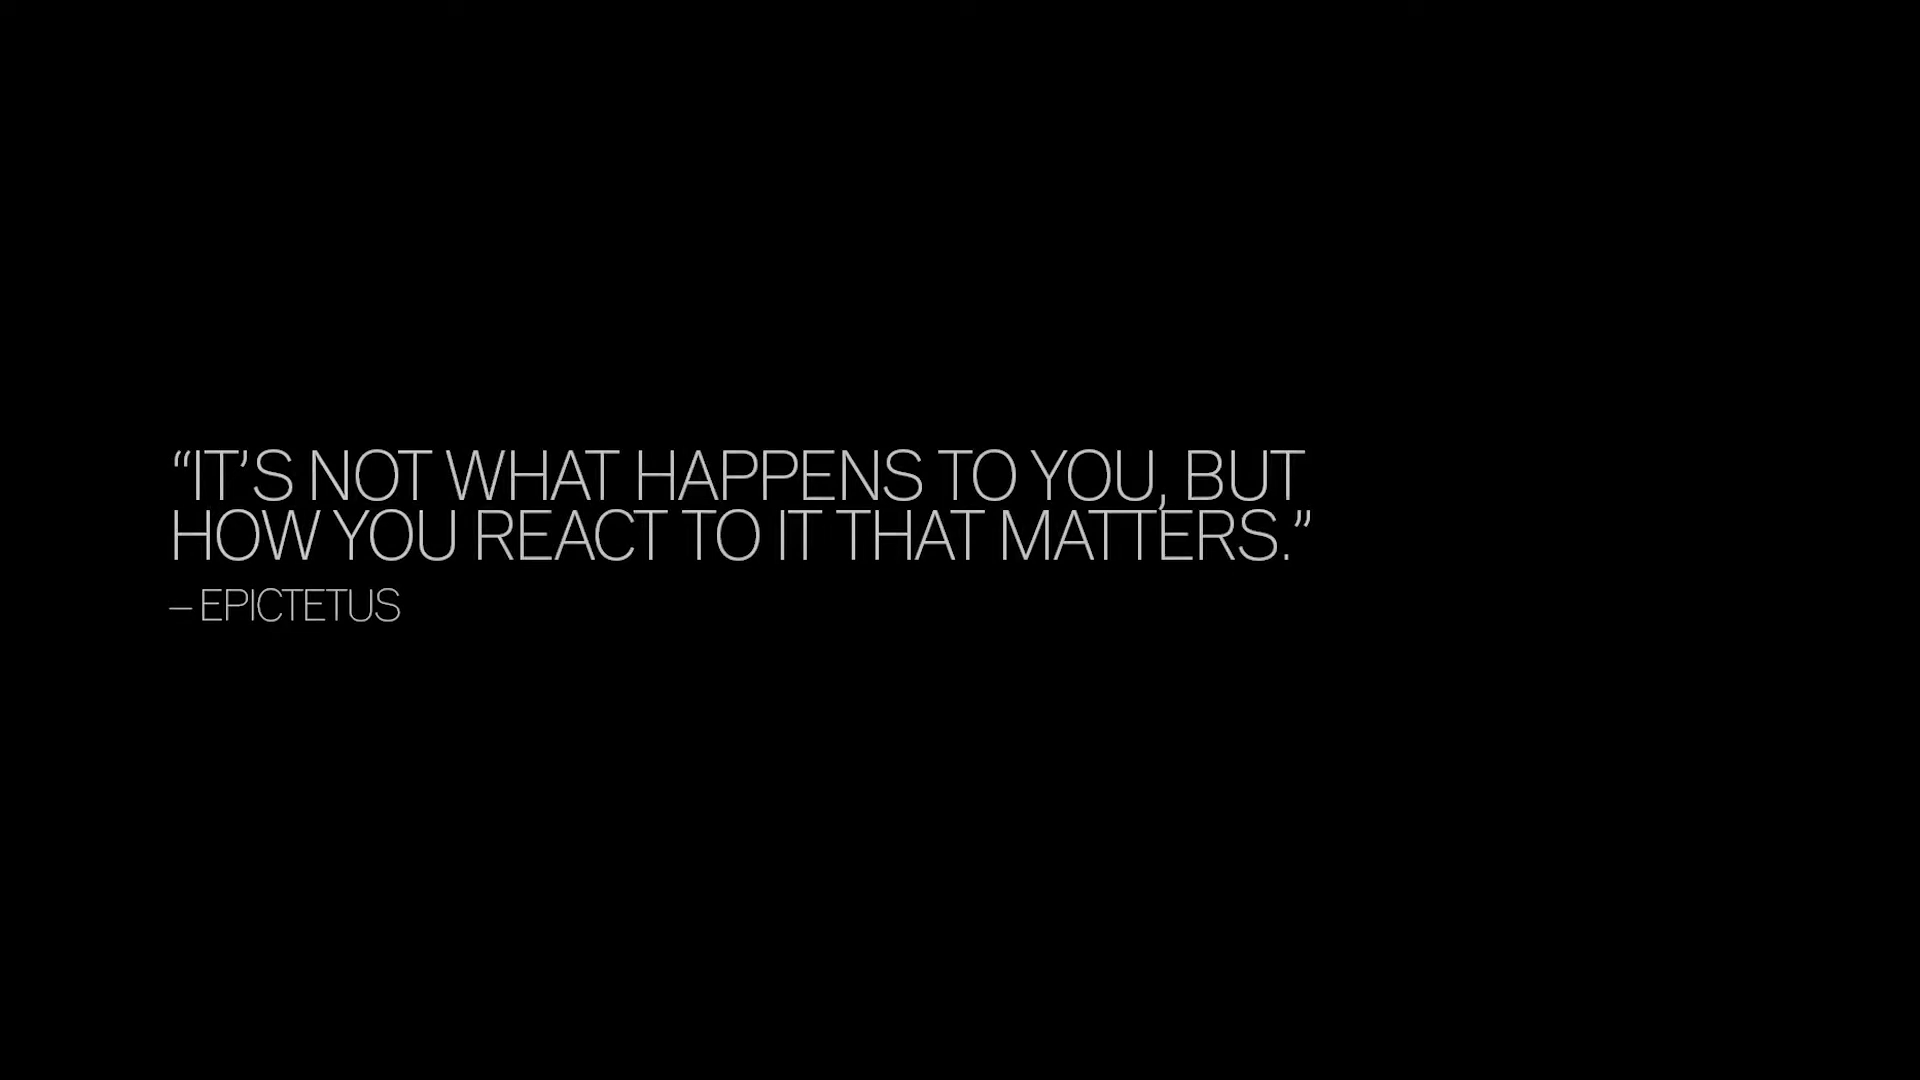 “IT’S NOT WHAT HAPPENS TO YOU, BUT
HOW YOU REACT TO IT THAT MATTERS.”
– EPICTETUS